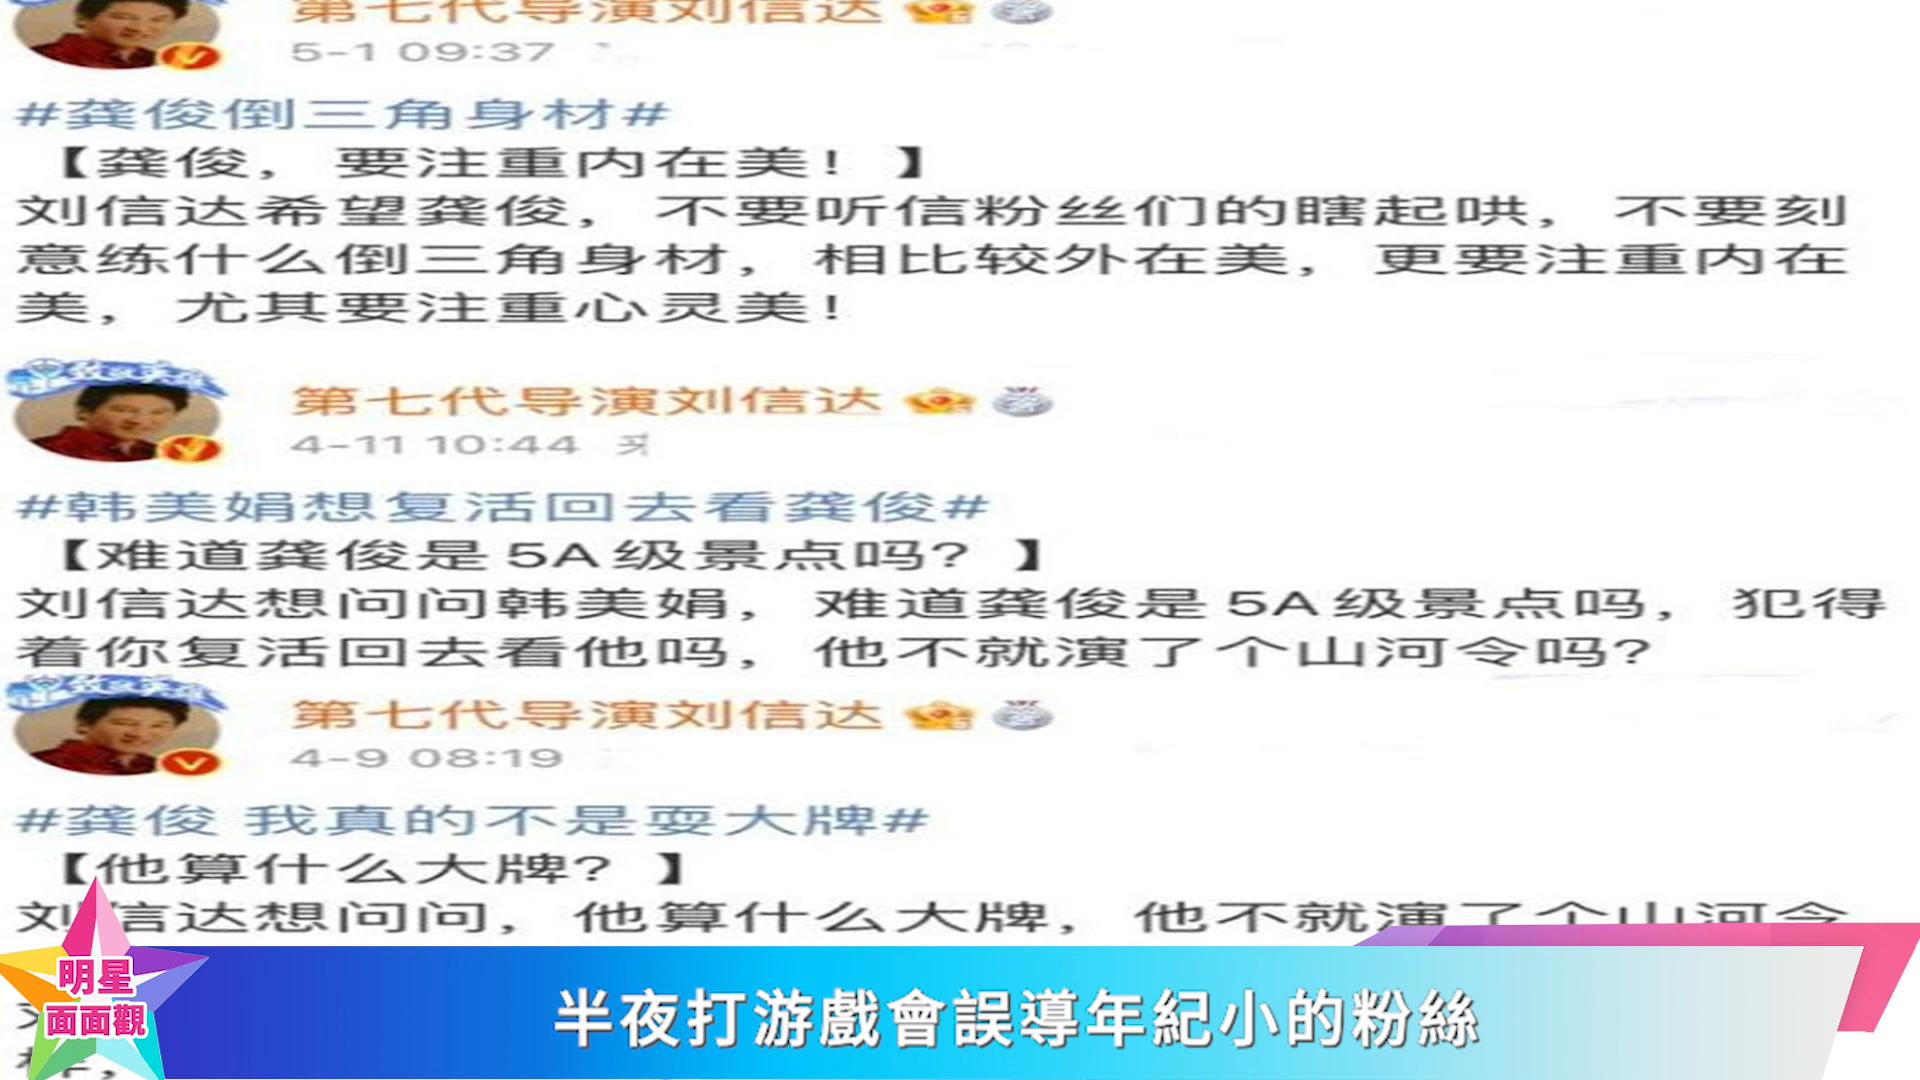 第七代导演刘信达
5-1 09:37
#龚俊倒三角身材#
【龚俊，要注重内在美！】
刘信达希望龚俊，不要听信粉丝们的瞎起哄，不要刻
意练什么倒三角身材，相比较外在美，更要注重内在
美，尤其要注重心灵美！
第七代导演刘信达
4-11 10:44
#韩美娟想复活回去看龚俊#
【难道龚俊是5A级景点吗？】
刘信达想问问韩美娟，难道龚俊是5A级景点吗，犯得
着你复活回去看他吗，他不就演了个山河令吗？
第七代导演刘信达
4-9 08:19
#龚俊 我真的不是耍大牌#
【他算什么大牌？】
刘信达想问问，他算什么大牌，他不就演了个山河令
明星
面面觀
半夜打游戲會誤導年紀小的粉絲